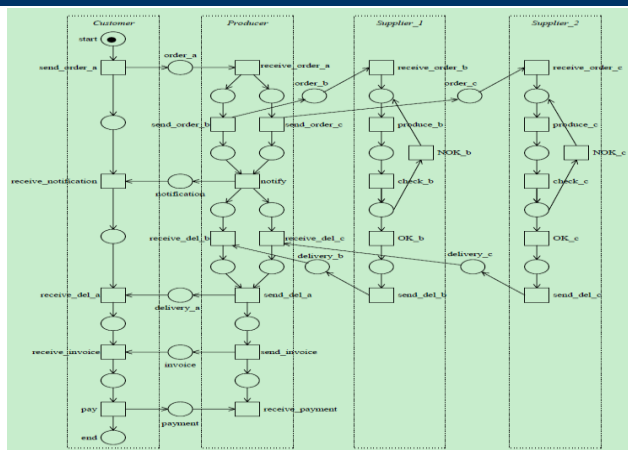 Customer Producer Supplier_1 Supplier_2
start
order_a
send_order_a receive_order_a receive_order_b receive_order_c
order_b order_c
send_order_b send_order_c produce_b produce_c
NOK_b NOK_c
receive_notification notify check_b check_c
notification
receive_del_b receive_del_c OK_b OK_c
delivery_b delivery_c
receive_del_a send_del_a send_del_b send_del_c
delivery_a
receive_invoice send_invoice
invoice
pay receive_payment
payment
end